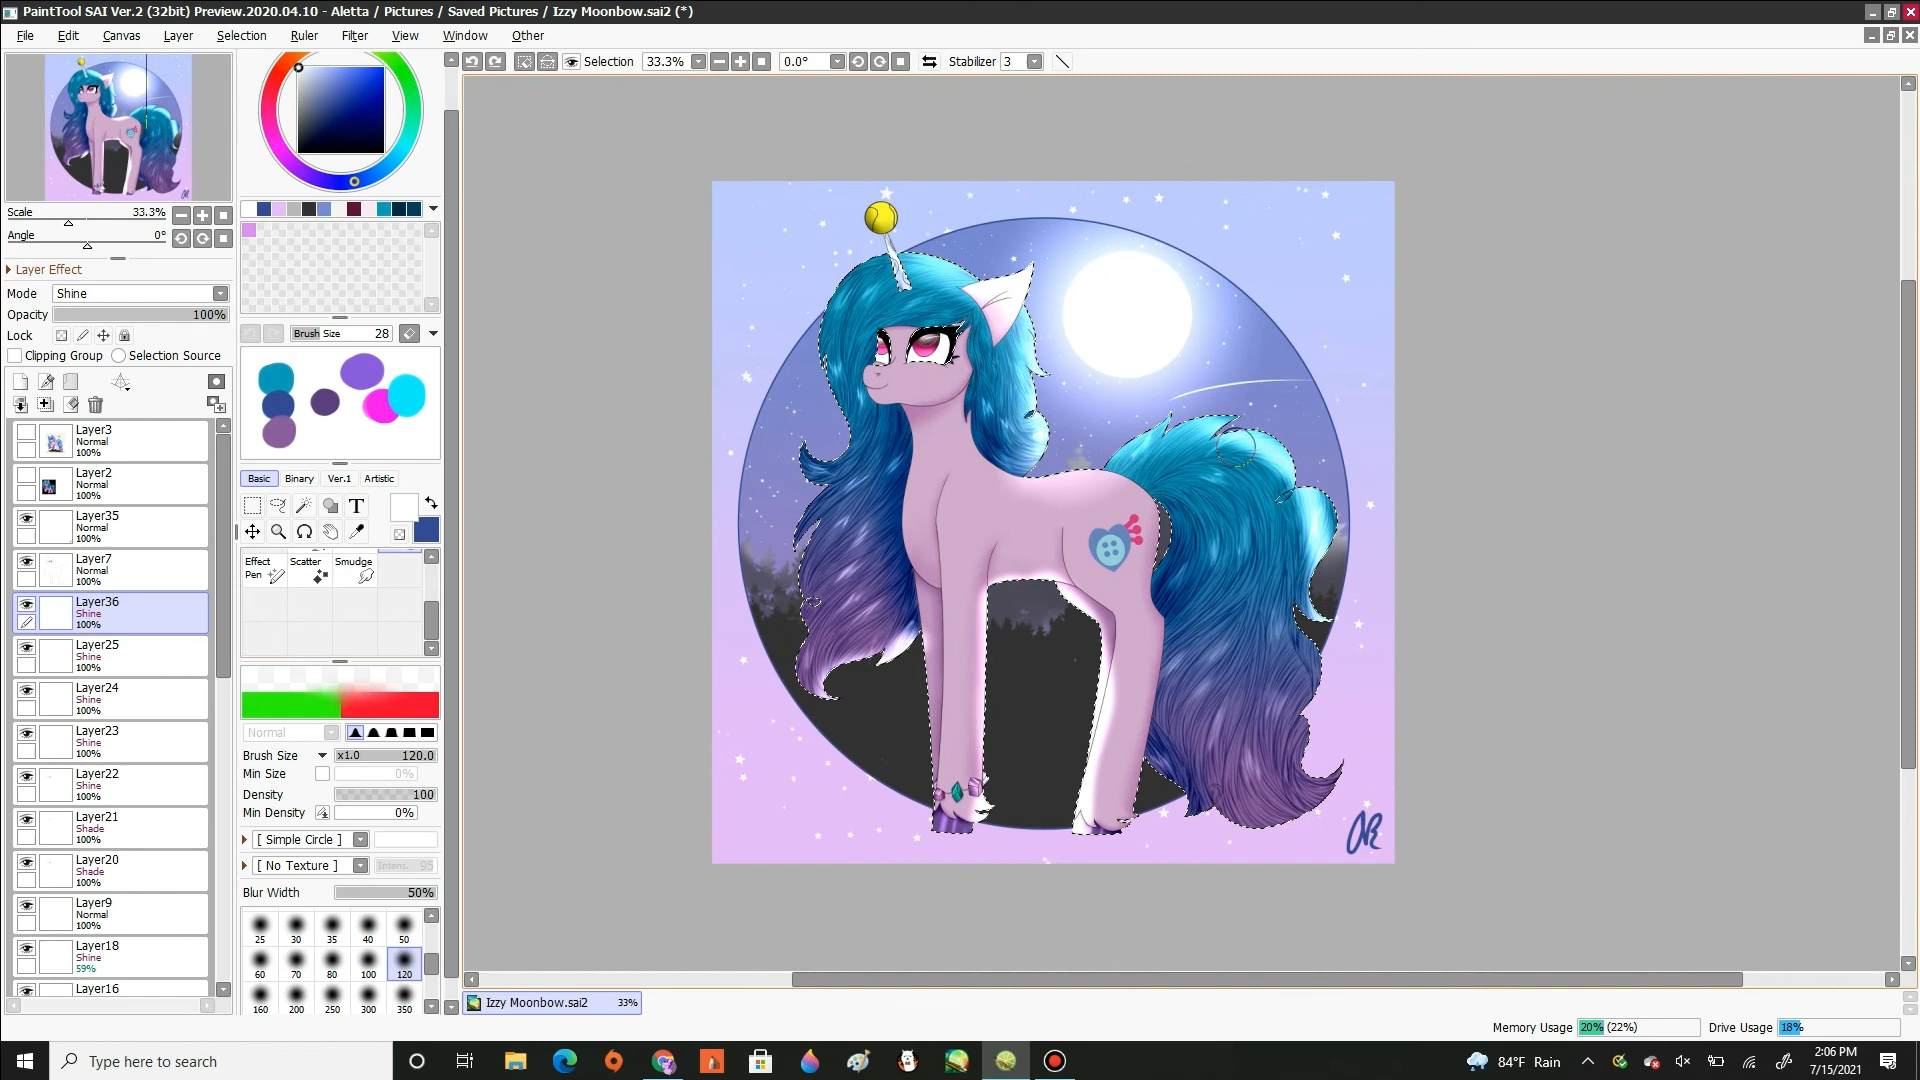 PaintTool SAI Ver.2 (32bit) Preview.2020.04.10 - Aletta / Pictures / Saved Pictures / Izzy Moonbow.sai2 (*)
File Edit Canvas Layer Selection Ruler Filter View Window Other
Selection 33.3% 0.0° Stabilizer 3
Scale 33.3%
Angle 0°
Layer Effect
Mode Shine
Opacity 100%
Lock
Clipping Group Selection Source
Layer3
Normal
100%
Layer2
Normal
100%
Layer35
Normal
100%
Layer7
Normal
100%
Layer36
Shine
100%
Layer25
Shine
100%
Layer24
Shine
100%
Layer23
Shine
100%
Layer22
Shine
100%
Layer21
Shade
100%
Layer20
Shade
100%
Layer9
Normal
100%
Layer18
Shine
59%
Layer16
Brush Size 28
Basic Binary Ver.1 Artistic
T
Effect Pen Scatter Smudge
Normal
Brush Size x1.0 120.0
Min Size 0%
Density 100
Min Density 0%
[ Simple Circle ]
[ No Texture ] Intens. 95
Blur Width 50%
25 30 35 40 50
60 70 80 100 120
160 200 250 300 350
Izzy Moonbow.sai2 33%
Memory Usage 20% (22%) Drive Usage 18%
Type here to search
84°F Rain
2:06 PM
7/15/2021